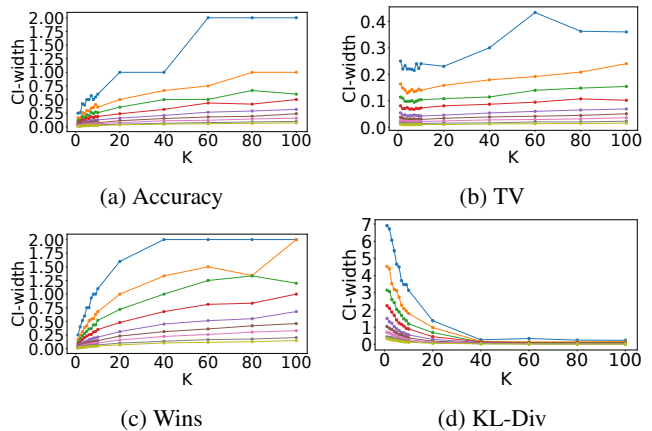 2.00
1.75
1.50
1.25
1.00
0.75
0.50
0.25
0.00
CI-width
0 20 40 60 80 100
K
(a) Accuracy
0.4
0.3
0.2
0.1
0.0
CI-width
0 20 40 60 80 100
K
(b) TV
2.00
1.75
1.50
1.25
1.00
0.75
0.50
0.25
0.00
CI-width
0 20 40 60 80 100
K
(c) Wins
7
6
5
4
3
2
1
0
CI-width
0 20 40 60 80 100
K
(d) KL-Div